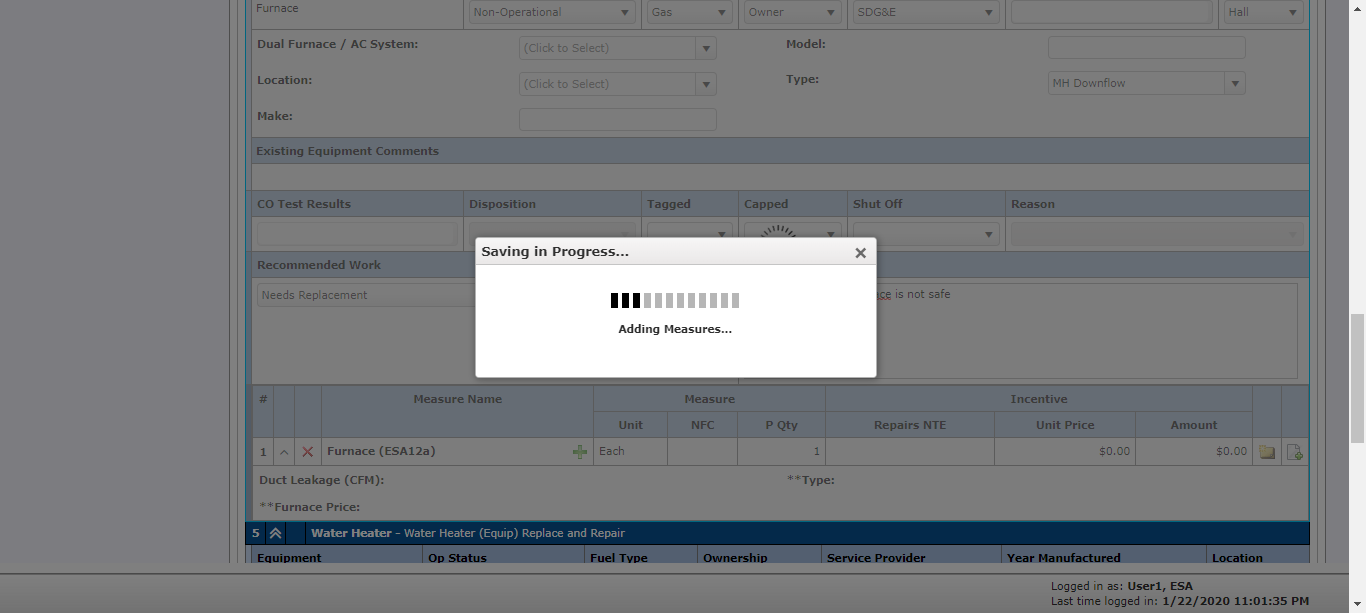 Furnace Non-Operational Gas Owner SDG&E Hall
Dual Furnace / AC System: (Click to Select) Model:
Location: (Click to Select) Type: MH Downflow
Make:
Existing Equipment Comments
CO Test Results Disposition Tagged Capped Shut Off Reason
Saving in Progress...
Recommended Work
Needs Replacement is not safe
Adding Measures...
# Measure Name Measure Incentive
Unit NFC P Qty Repairs NTE Unit Price Amount
1 Furnace (ESA12a) Each 1 $0.00 $0.00
Duct Leakage (CFM): **Type:
**Furnace Price:
5 Water Heater - Water Heater (Equip) Replace and Repair
Equipment Op Status Fuel Type Ownership Service Provider Year Manufactured Location
Logged in as: User1, ESA
Last time logged in: 1/22/2020 11:01:35 PM